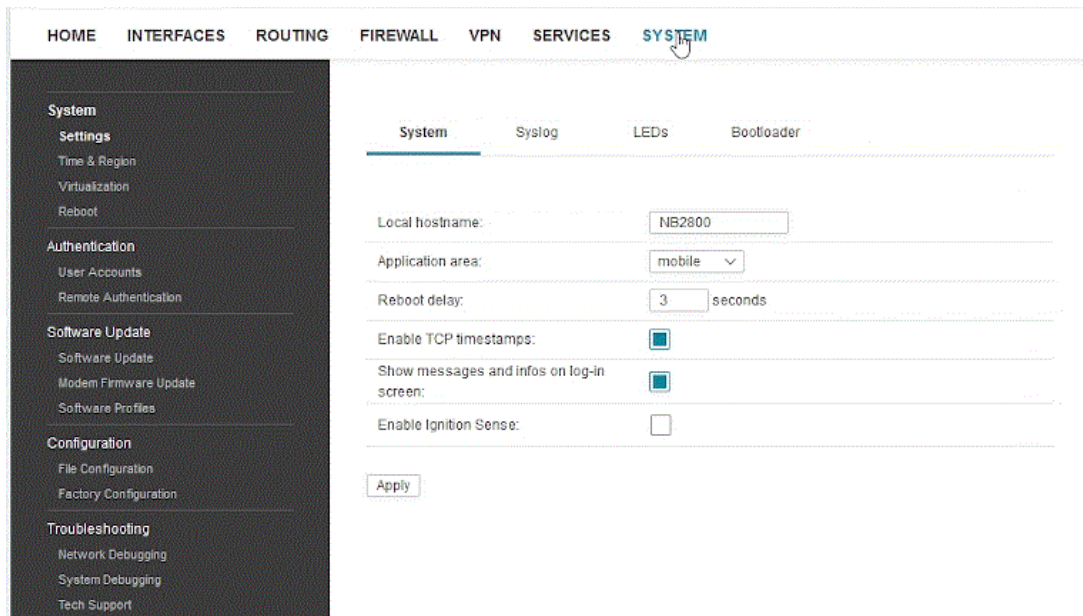 HOME INTERFACES ROUTING FIREWALL VPN SERVICES SYSTEM
System
Settings
Time & Region
Virtualization
Reboot
Authentication
User Accounts
Remote Authentication
Software Update
Software Update
Modem Firmware Update
Software Profiles
Configuration
File Configuration
Factory Configuration
Troubleshooting
Network Debugging
System Debugging
Tech Support
System Syslog LEDs Bootloader
Local hostname: NB2800
Application area: mobile
Reboot delay: 3 seconds
Enable TCP timestamps:
Show messages and infos on log-in
screen:
Enable Ignition Sense:
Apply